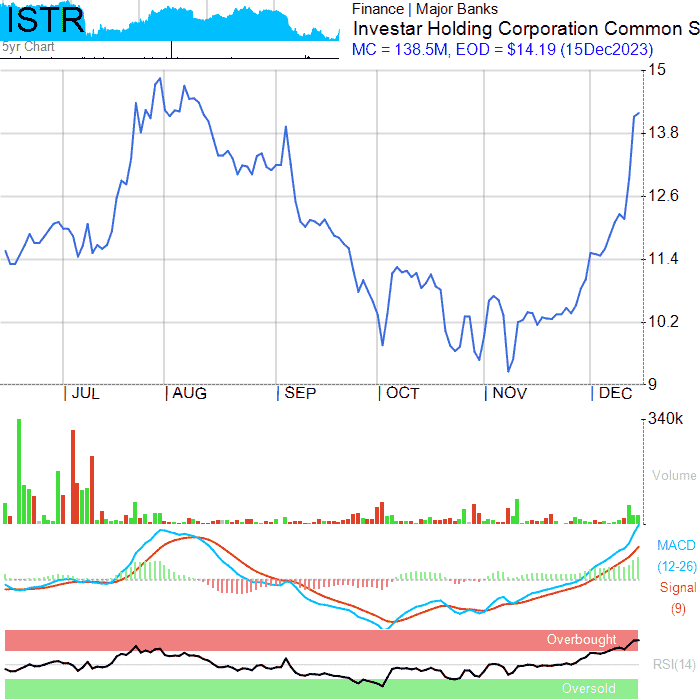 ISTR
5yr Chart
Finance | Major Banks
Investar Holding Corporation Common S
MC = 138.5M, EOD = $14.19 (15Dec2023)
15
13.8
12.6
11.4
10.2
9
JUL AUG SEP OCT NOV DEC
340k
Volume
MACD
(12-26)
Signal
(9)
Overbought
RSI(14)
Oversold